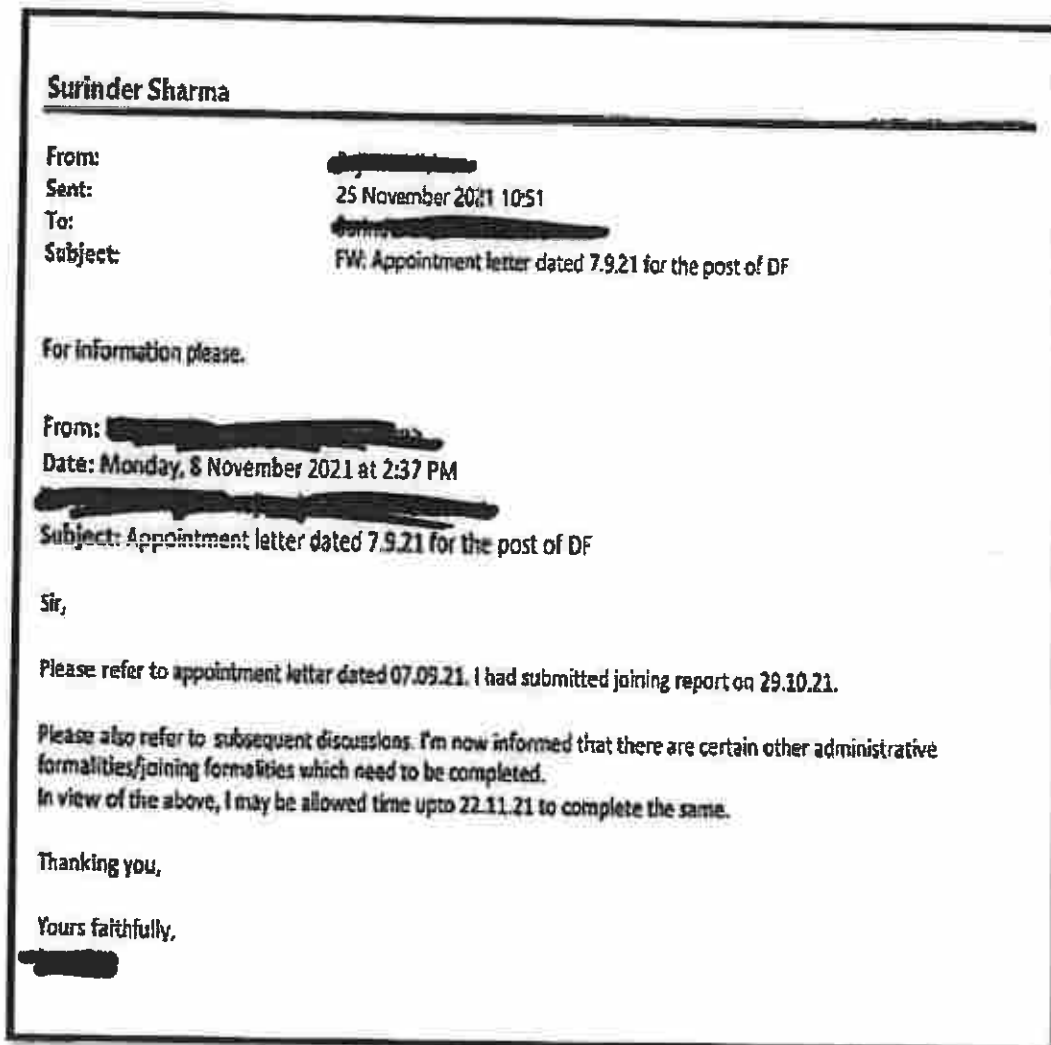 Surinder Sharma
From:
Sent: 25 November 2021 10:51
To:
Subject: FW: Appointment letter dated 7.9.21 for the post of DF
For information please.
From:
Date: Monday, 8 November 2021 at 2:37 PM
Subject: Appointment letter dated 7.9.21 for the post of DF
Sir,
Please refer to appointment letter dated 07.09.21. I had submitted joining report on 29.10.21.
Please also refer to subsequent discussions. I'm now informed that there are certain other administrative
formalities/joining formalities which need to be completed.
In view of the above, I may be allowed time upto 22.11.21 to complete the same.
Thanking you,
Yours faithfully,